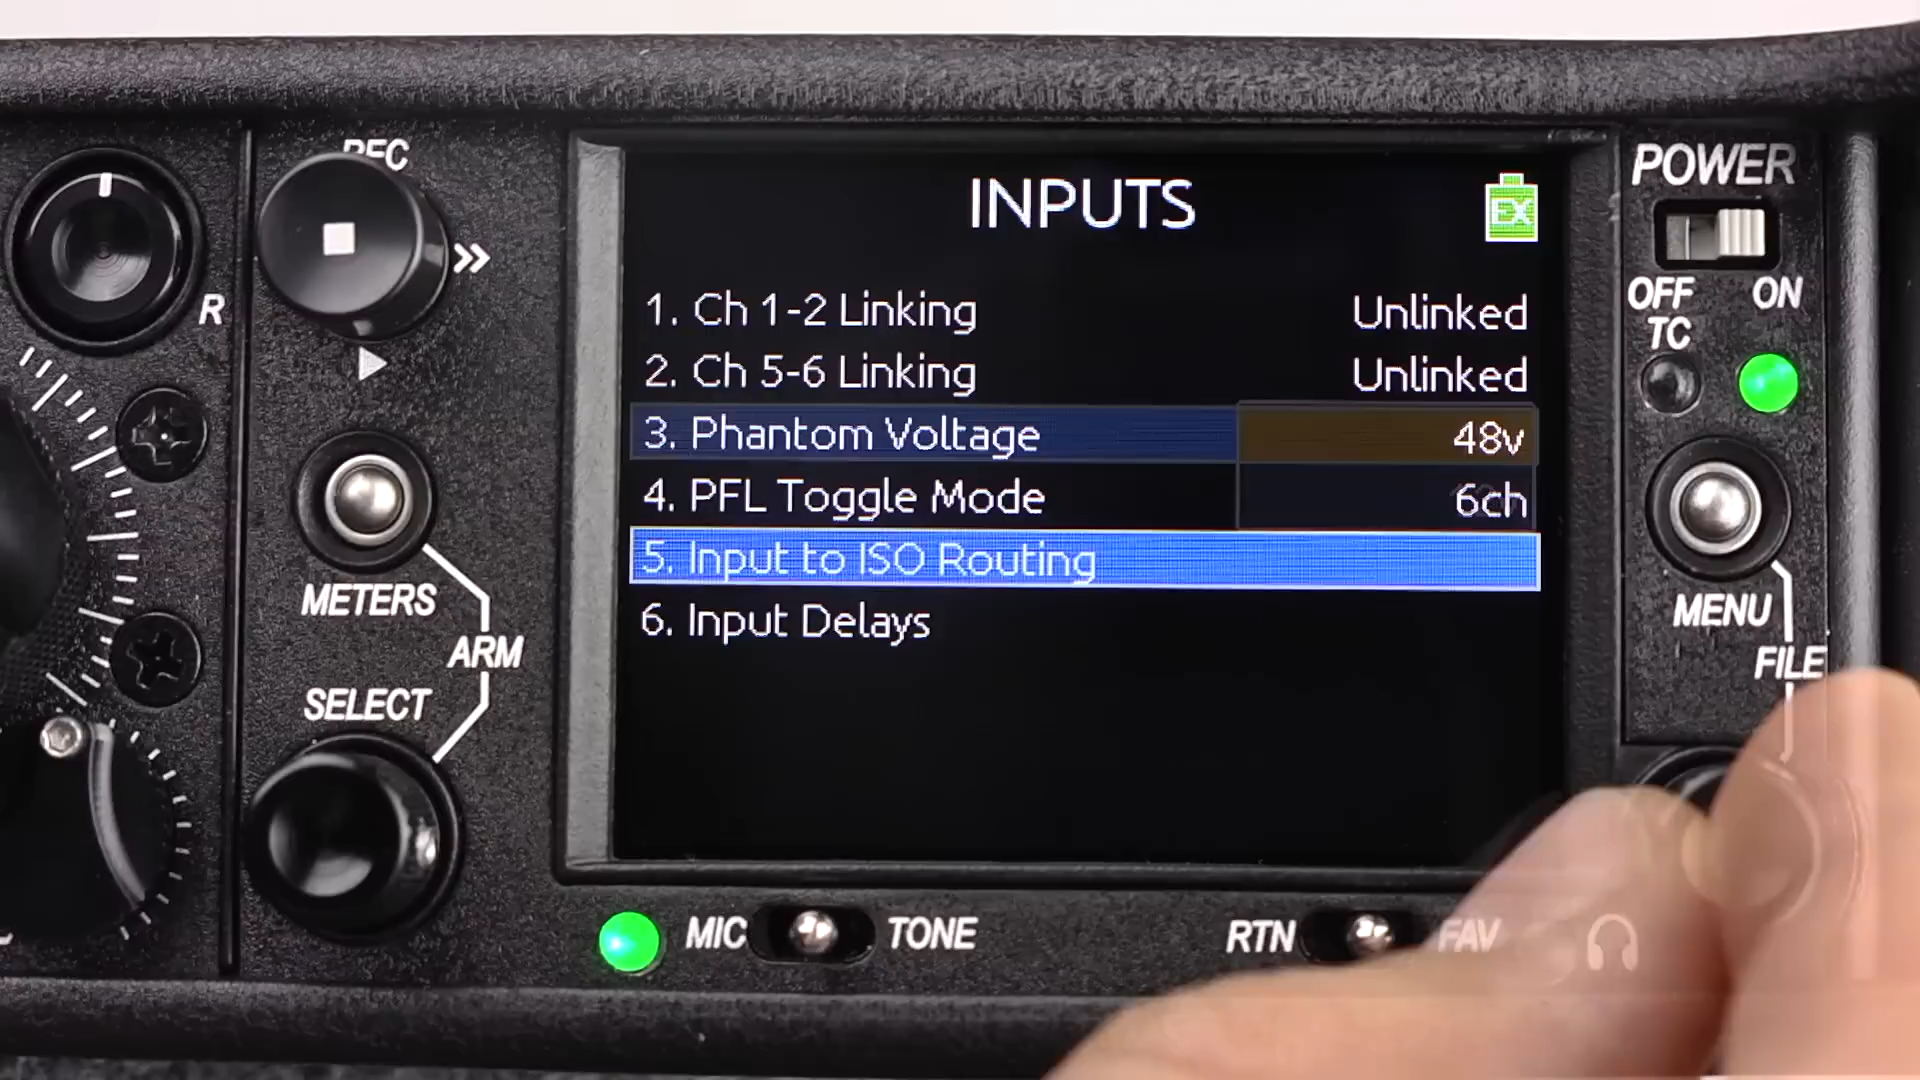 REC
R
METERS
ARM
SELECT
INPUTS
EX
1. Ch 1-2 Linking Unlinked
2. Ch 5-6 Linking Unlinked
3. Phantom Voltage 48v
4. PFL Toggle Mode 6ch
5. Input to ISO Routing
6. Input Delays
POWER
OFF ON
TC
MENU
FILE
MIC TONE
RTN FAV